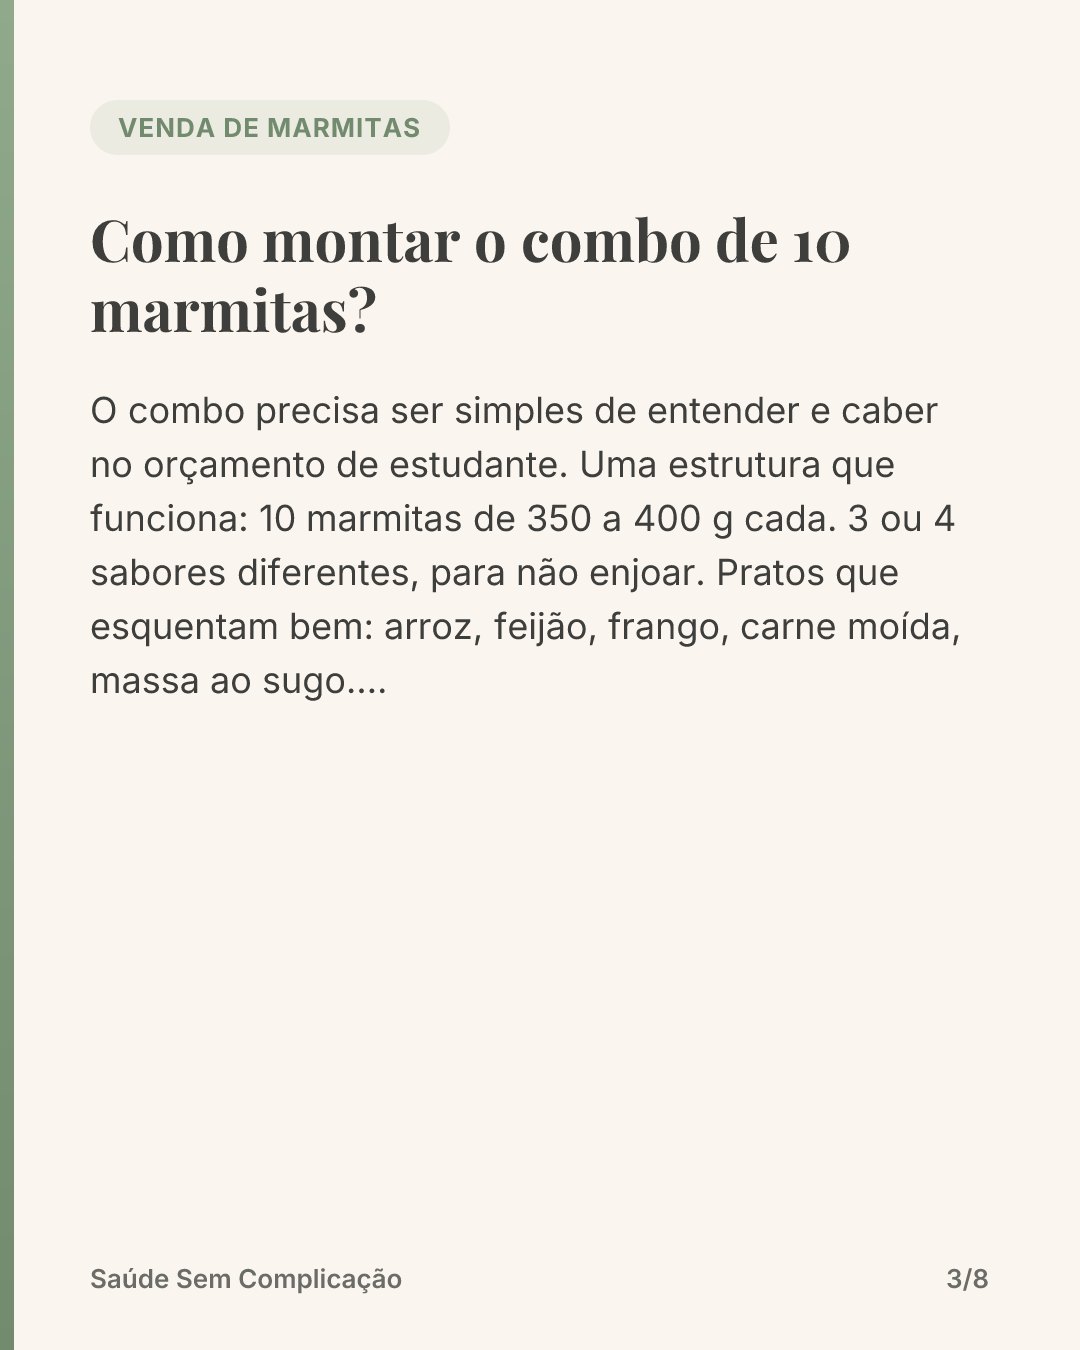 VENDA DE MARMITAS
Como montar o combo de 10
marmitas?
O combo precisa ser simples de entender e caber
no orçamento de estudante. Uma estrutura que
funciona: 10 marmitas de 350 a 400 g cada. 3 ou 4
sabores diferentes, para não enjoar. Pratos que
esquentam bem: arroz, feijão, frango, carne moída,
massa ao sugo....
Saúde Sem Complicação
3/8